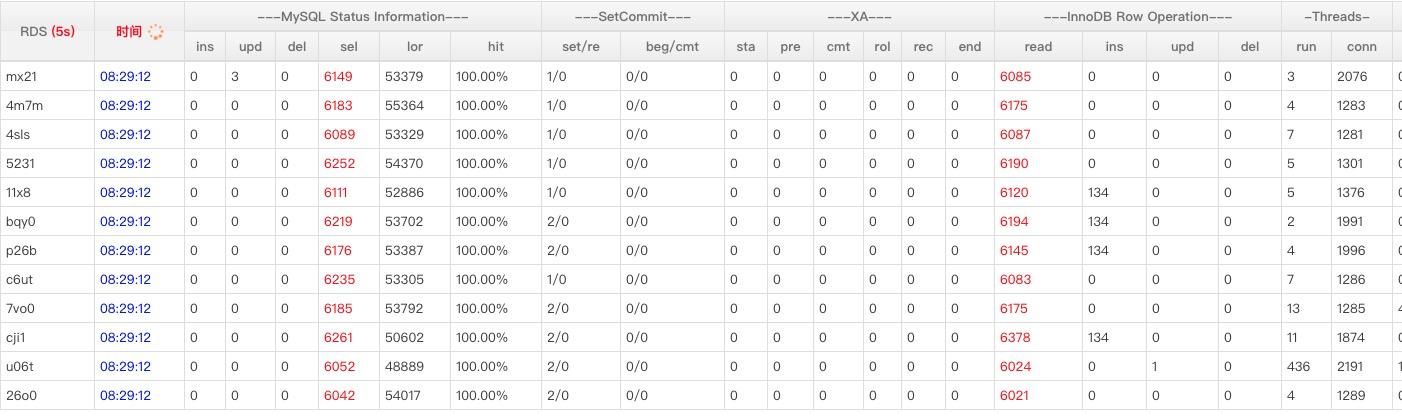 ---MySQL Status Information--- ---SetCommit--- ---XA--- ---InnoDB Row Operation--- -Threads-
RDS (5s) 时间
ins upd del sel lor hit set/re beg/cmt sta pre cmt rol rec end read ins upd del run conn
mx21 08:29:12 0 3 0 6149 53379 100.00% 1/0 0/0 0 0 0 0 0 0 6085 0 0 0 3 2076
4m7m 08:29:12 0 0 0 6183 55364 100.00% 1/0 0/0 0 0 0 0 0 0 6175 0 0 0 4 1283
4sls 08:29:12 0 0 0 6089 53329 100.00% 1/0 0/0 0 0 0 0 0 0 6087 0 0 0 7 1281
5231 08:29:12 0 0 0 6252 54370 100.00% 1/0 0/0 0 0 0 0 0 0 6190 0 0 0 5 1301
11x8 08:29:12 0 0 0 6111 52886 100.00% 1/0 0/0 0 0 0 0 0 0 6120 134 0 0 5 1376
bqy0 08:29:12 0 0 0 6219 53702 100.00% 2/0 0/0 0 0 0 0 0 0 6194 134 0 0 2 1991
p26b 08:29:12 0 0 0 6176 53387 100.00% 2/0 0/0 0 0 0 0 0 0 6145 134 0 0 4 1996
c6ut 08:29:12 0 0 0 6235 53305 100.00% 1/0 0/0 0 0 0 0 0 0 6083 0 0 0 7 1286
7vo0 08:29:12 0 0 0 6185 53792 100.00% 2/0 0/0 0 0 0 0 0 0 6175 0 0 0 13 1285
cji1 08:29:12 0 0 0 6261 50602 100.00% 2/0 0/0 0 0 0 0 0 0 6378 134 0 0 11 1874
u06t 08:29:12 0 0 0 6052 48889 100.00% 2/0 0/0 0 0 0 0 0 0 6024 0 1 0 436 2191
26o0 08:29:12 0 0 0 6042 54017 100.00% 2/0 0/0 0 0 0 0 0 0 6021 0 0 0 4 1289